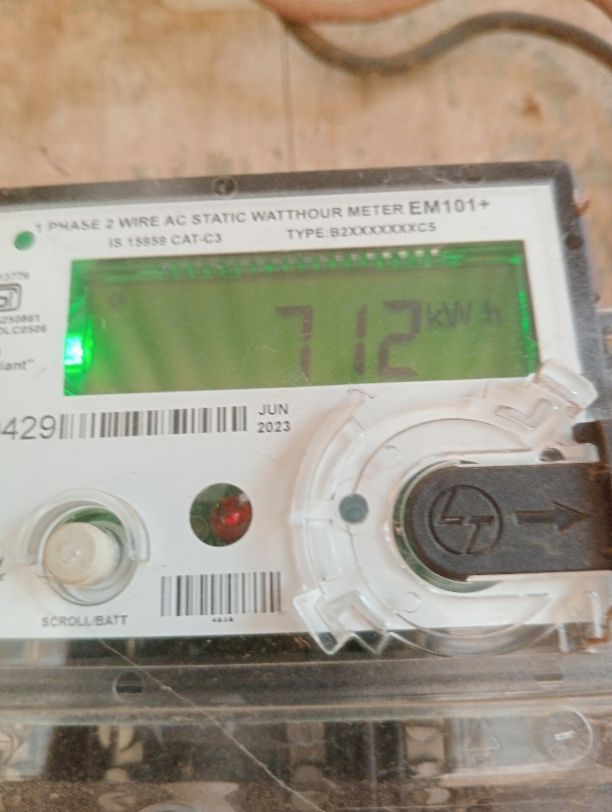 1 PHASE 2 WIRE AC STATIC WATTHOUR METER EM101+
IS 15959 CAT-C3 TYPE:B2XXXXXXXC5
712 kWh
429
JUN
2023
SCROLL/BATT
LT